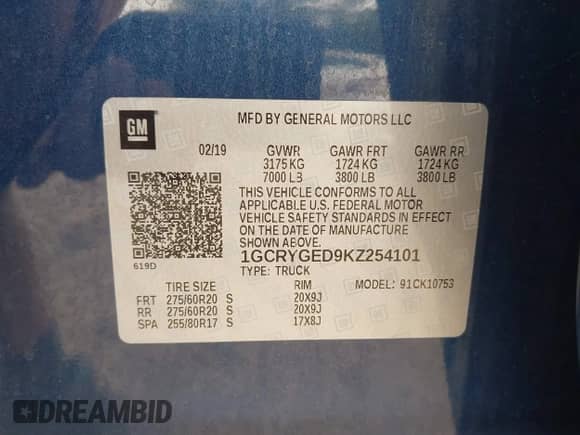 GM
MFD BY GENERAL MOTORS LLC
02/19 GVWR GAWR FRT GAWR RR
3175 KG 1724 KG 1724 KG
7000 LB 3800 LB 3800 LB
THIS VEHICLE CONFORMS TO ALL
APPLICABLE U.S. FEDERAL MOTOR
VEHICLE SAFETY STANDARDS IN EFFECT
ON THE DATE OF MANUFACTURE
SHOWN ABOVE.
619D
1GCRYGED9KZ254101
TYPE: TRUCK
TIRE SIZE RIM MODEL: 91CK10753
FRT 275/60R20 S 20X9J
RR 275/60R20 S 20X9J
SPA 255/80R17 S 17X8J
DREAMBID